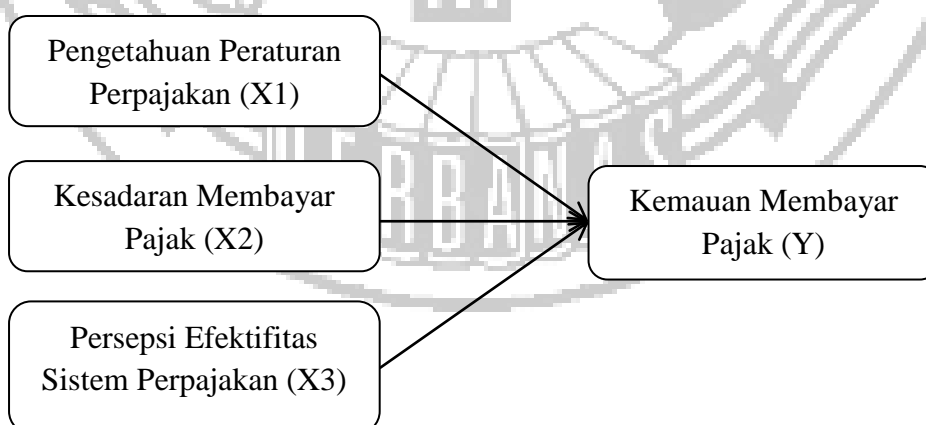 Pengetahuan Peraturan
Perpajakan (X1)
Kesadaran Membayar
Pajak (X2)
Kemauan Membayar
Pajak (Y)
Persepsi Efektifitas
Sistem Perpajakan (X3)